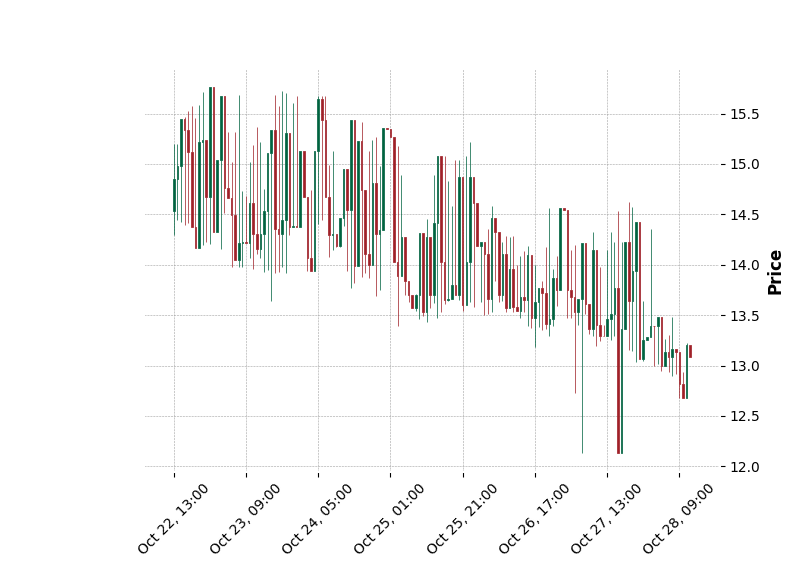 15.5
15.0
14.5
14.0
13.5
13.0
12.5
12.0
Price
Oct 22, 13:00
Oct 23, 09:00
Oct 24, 05:00
Oct 25, 01:00
Oct 25, 21:00
Oct 26, 17:00
Oct 27, 13:00
Oct 28, 09:00